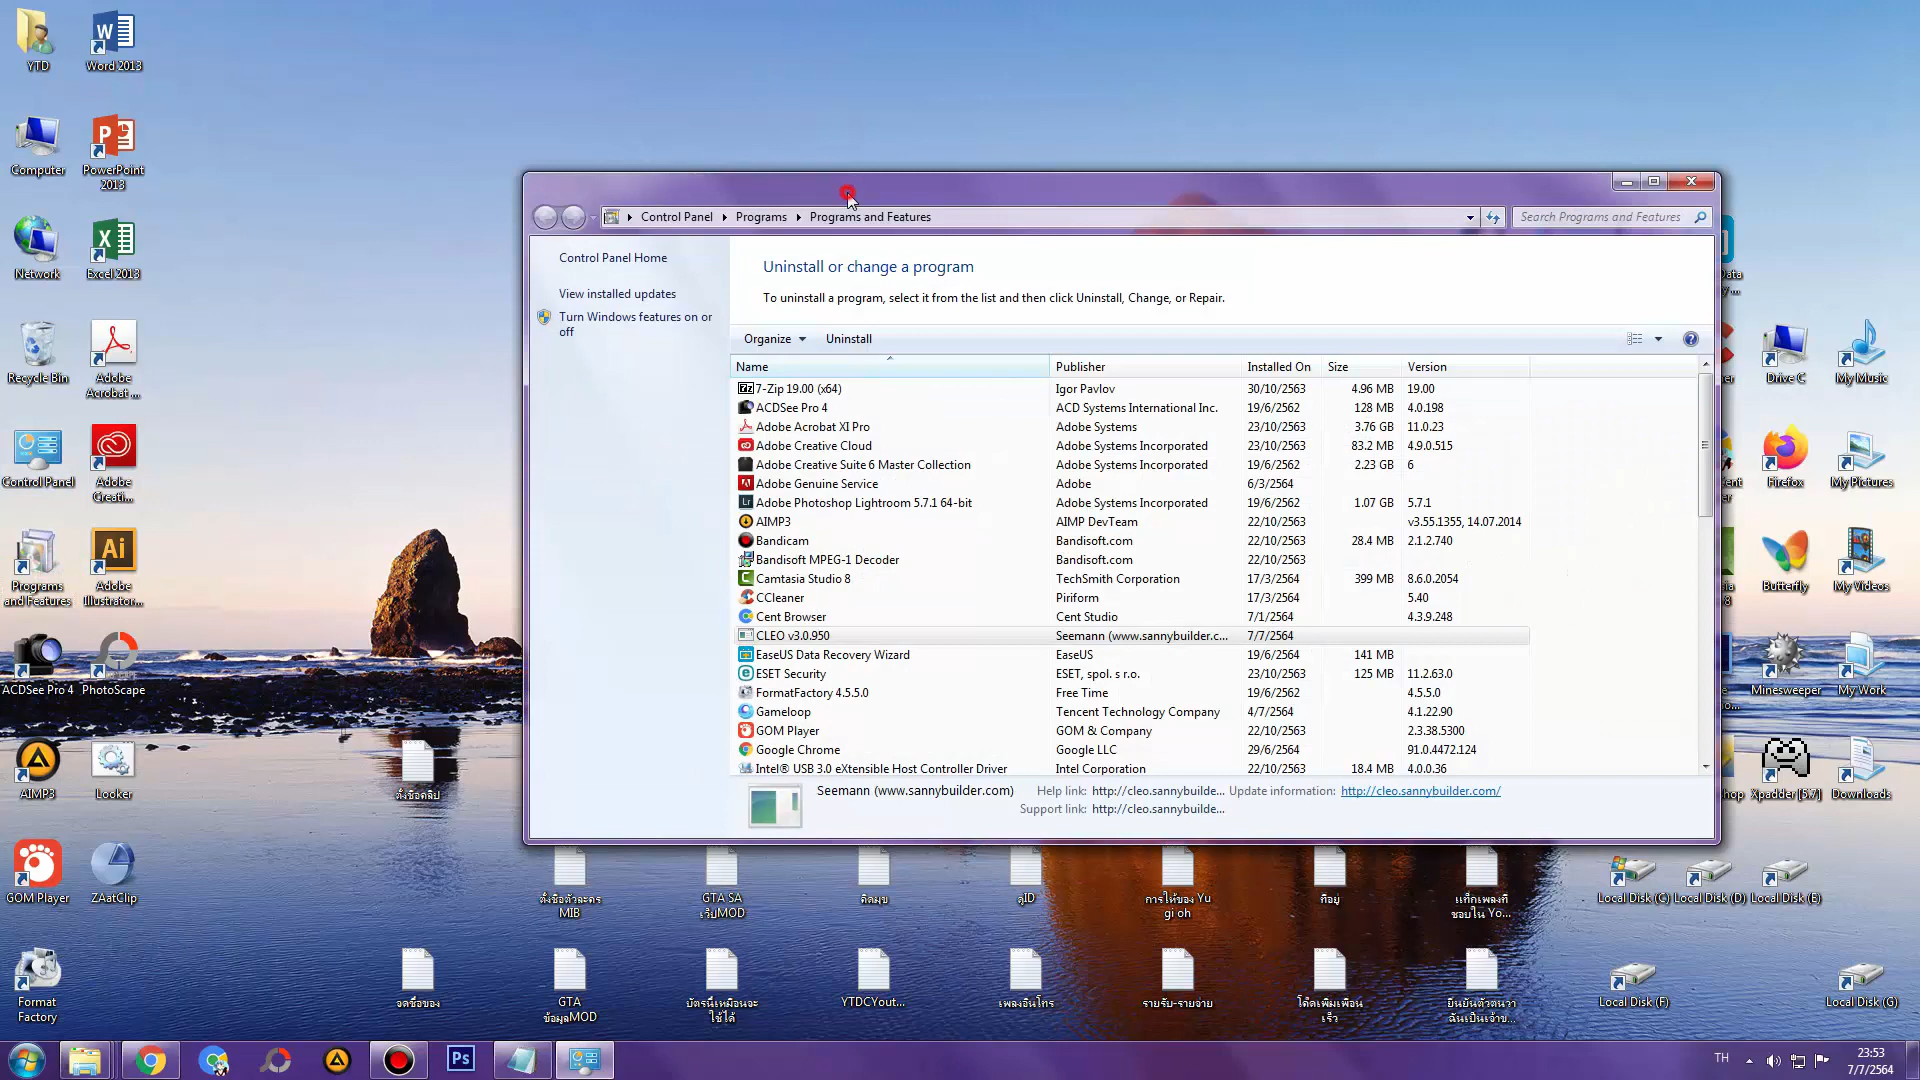 YTD
Word 2013
Computer
PowerPoint
2013
Network
Excel 2013
Recycle Bin
Adobe
Acrobat ...
Control Panel
Adobe
Creati...
Programs
and Features
Adobe
Illustrator...
ACDSee Pro 4
PhotoScape
AIMP3
Looker
ตั้งชื่อคลิป
GOM Player
ZAatClip
Format
Factory
Control Panel
Programs
Programs and Features
Search Programs and Features
Control Panel Home
View installed updates
Turn Windows features on or
off
Uninstall or change a program
To uninstall a program, select it from the list and then click Uninstall, Change, or Repair.
Organize
Uninstall
Name Publisher Installed On Size Version
7-Zip 19.00 (x64) Igor Pavlov 30/10/2563 4.96 MB 19.00
ACDSee Pro 4 ACD Systems International Inc. 19/6/2562 128 MB 4.0.198
Adobe Acrobat XI Pro Adobe Systems 23/10/2563 3.76 GB 11.0.23
Adobe Creative Cloud Adobe Systems Incorporated 23/10/2563 83.2 MB 4.9.0.515
Adobe Creative Suite 6 Master Collection Adobe Systems Incorporated 19/6/2562 2.23 GB 6
Adobe Genuine Service Adobe 6/3/2564
Adobe Photoshop Lightroom 5.7.1 64-bit Adobe Systems Incorporated 19/6/2562 1.07 GB 5.7.1
AIMP3 AIMP DevTeam 22/10/2563 v3.55.1355, 14.07.2014
Bandicam Bandisoft.com 22/10/2563 28.4 MB 2.1.2.740
Bandisoft MPEG-1 Decoder Bandisoft.com 22/10/2563
Camtasia Studio 8 TechSmith Corporation 17/3/2564 399 MB 8.6.0.2054
CCleaner Piriform 17/3/2564 5.40
Cent Browser Cent Studio 7/1/2564 4.3.9.248
CLEO v3.0.950 Seemann (www.sannybuilder.c... 7/7/2564
EaseUS Data Recovery Wizard EaseUS 19/6/2564 141 MB
ESET Security ESET, spol. s r.o. 23/10/2563 125 MB 11.2.63.0
FormatFactory 4.5.5.0 Free Time 19/6/2562 4.5.5.0
Gameloop Tencent Technology Company 4/7/2564 4.1.22.90
GOM Player GOM & Company 22/10/2563 2.3.38.5300
Google Chrome Google LLC 29/6/2564 91.0.4472.124
Intel® USB 3.0 eXtensible Host Controller Driver Intel Corporation 22/10/2563 18.4 MB 4.0.0.36
Seemann (www.sannybuilder.com) Help link: http://cleo.sannybuilde... Update information: http://cleo.sannybuilder.com/
Support link: http://cleo.sannybuilde...
Drive C
My Music
Firefox
My Pictures
Butterfly
My Videos
Minesweeper
My Work
Xpadder [5.7]
Downloads
ตั้งชื่อตัวละคร
MIB
GTA SA
เว็ปMOD
คิดมุข
ดูID
การให้ของ Yu
gi oh
ที่อยู่
แท็กเพลงที่
ชอบใน Yo...
Local Disk (C)
Local Disk (D)
Local Disk (E)
จดชื่อของ
GTA
ข้อมูลMOD
บัตรนี้เหมือนจะ
ใช้ได้
YTDCYout...
เพลงอินโทร
รายรับ-รายจ่าย
โค๊ดเพิ่มเพื่อน
เร็ว
ยืนยันตัวตนว่า
ฉันเป็นเจ้าข...
Local Disk (F)
Local Disk (G)
Ps
TH
23:53
7/7/2564